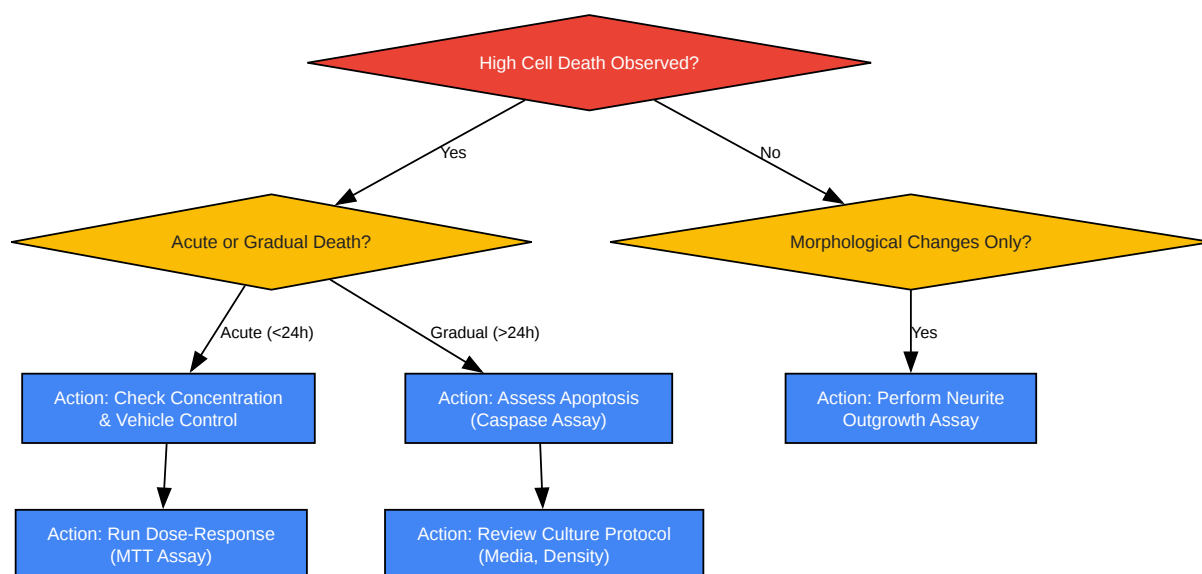 High Cell Death Observed?
Yes
No
Acute or Gradual Death?
Morphological Changes Only?
Acute (<24h)
Gradual (>24h)
Yes
Action: Check Concentration
& Vehicle Control
Action: Assess Apoptosis
(Caspase Assay)
Action: Perform Neurite
Outgrowth Assay
Action: Run Dose-Response
(MTT Assay)
Action: Review Culture Protocol
(Media, Density)